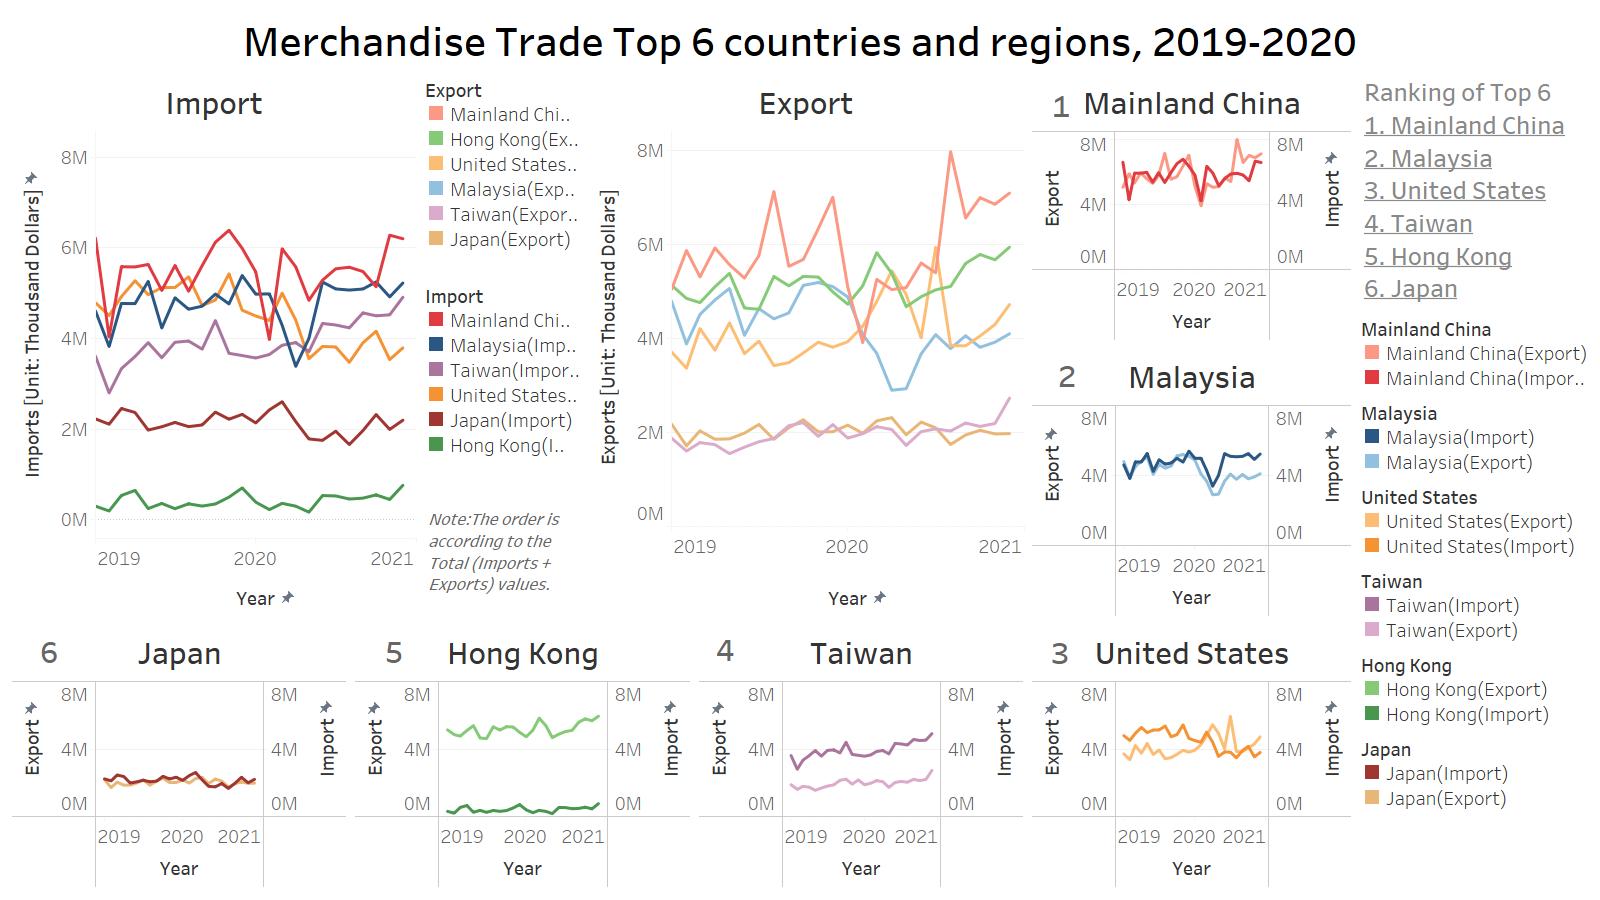 Merchandise Trade Top 6 countries and regions, 2019-2020
Import
8M
6M
4M
2M
0M
Imports [Unit: Thoudsand Dollars]
2019
2020
2021
Year
Export
Mainland Chi..
Hong Kong(Ex..
United States..
Malaysia(Exp..
Taiwan(Expor..
Japan(Export)
Import
Mainland Chi..
Malaysia(Imp..
Taiwan(Impor..
United States..
Japan(Import)
Hong Kong(I..
Note:The order is
according to the
Total (Imports +
Exports) values.
Export
8M
6M
4M
2M
0M
Exports [Unit: Thousand Dollars]
2019
2020
2021
Year
1 Mainland China
8M
4M
0M
Export
8M
4M
0M
Import
2019 2020 2021
Year
2 Malaysia
8M
4M
0M
Export
8M
4M
0M
Import
2019 2020 2021
Year
Ranking of Top 6
1. Mainland China
2. Malaysia
3. United States
4. Taiwan
5. Hong Kong
6. Japan
Mainland China
Mainland China(Export)
Mainland China(Impor..
Malaysia
Malaysia(Import)
Malaysia(Export)
United States
United States(Export)
United States(Import)
Taiwan
Taiwan(Import)
Taiwan(Export)
Hong Kong
Hong Kong(Export)
Hong Kong(Import)
Japan
Japan(Import)
Japan(Export)
6 Japan
8M
4M
0M
Export
8M
4M
0M
Import
2019 2020 2021
Year
5 Hong Kong
8M
4M
0M
Export
8M
4M
0M
Import
2019 2020 2021
Year
4 Taiwan
8M
4M
0M
Export
8M
4M
0M
Import
2019 2020 2021
Year
3 United States
8M
4M
0M
Export
8M
4M
0M
Import
2019 2020 2021
Year